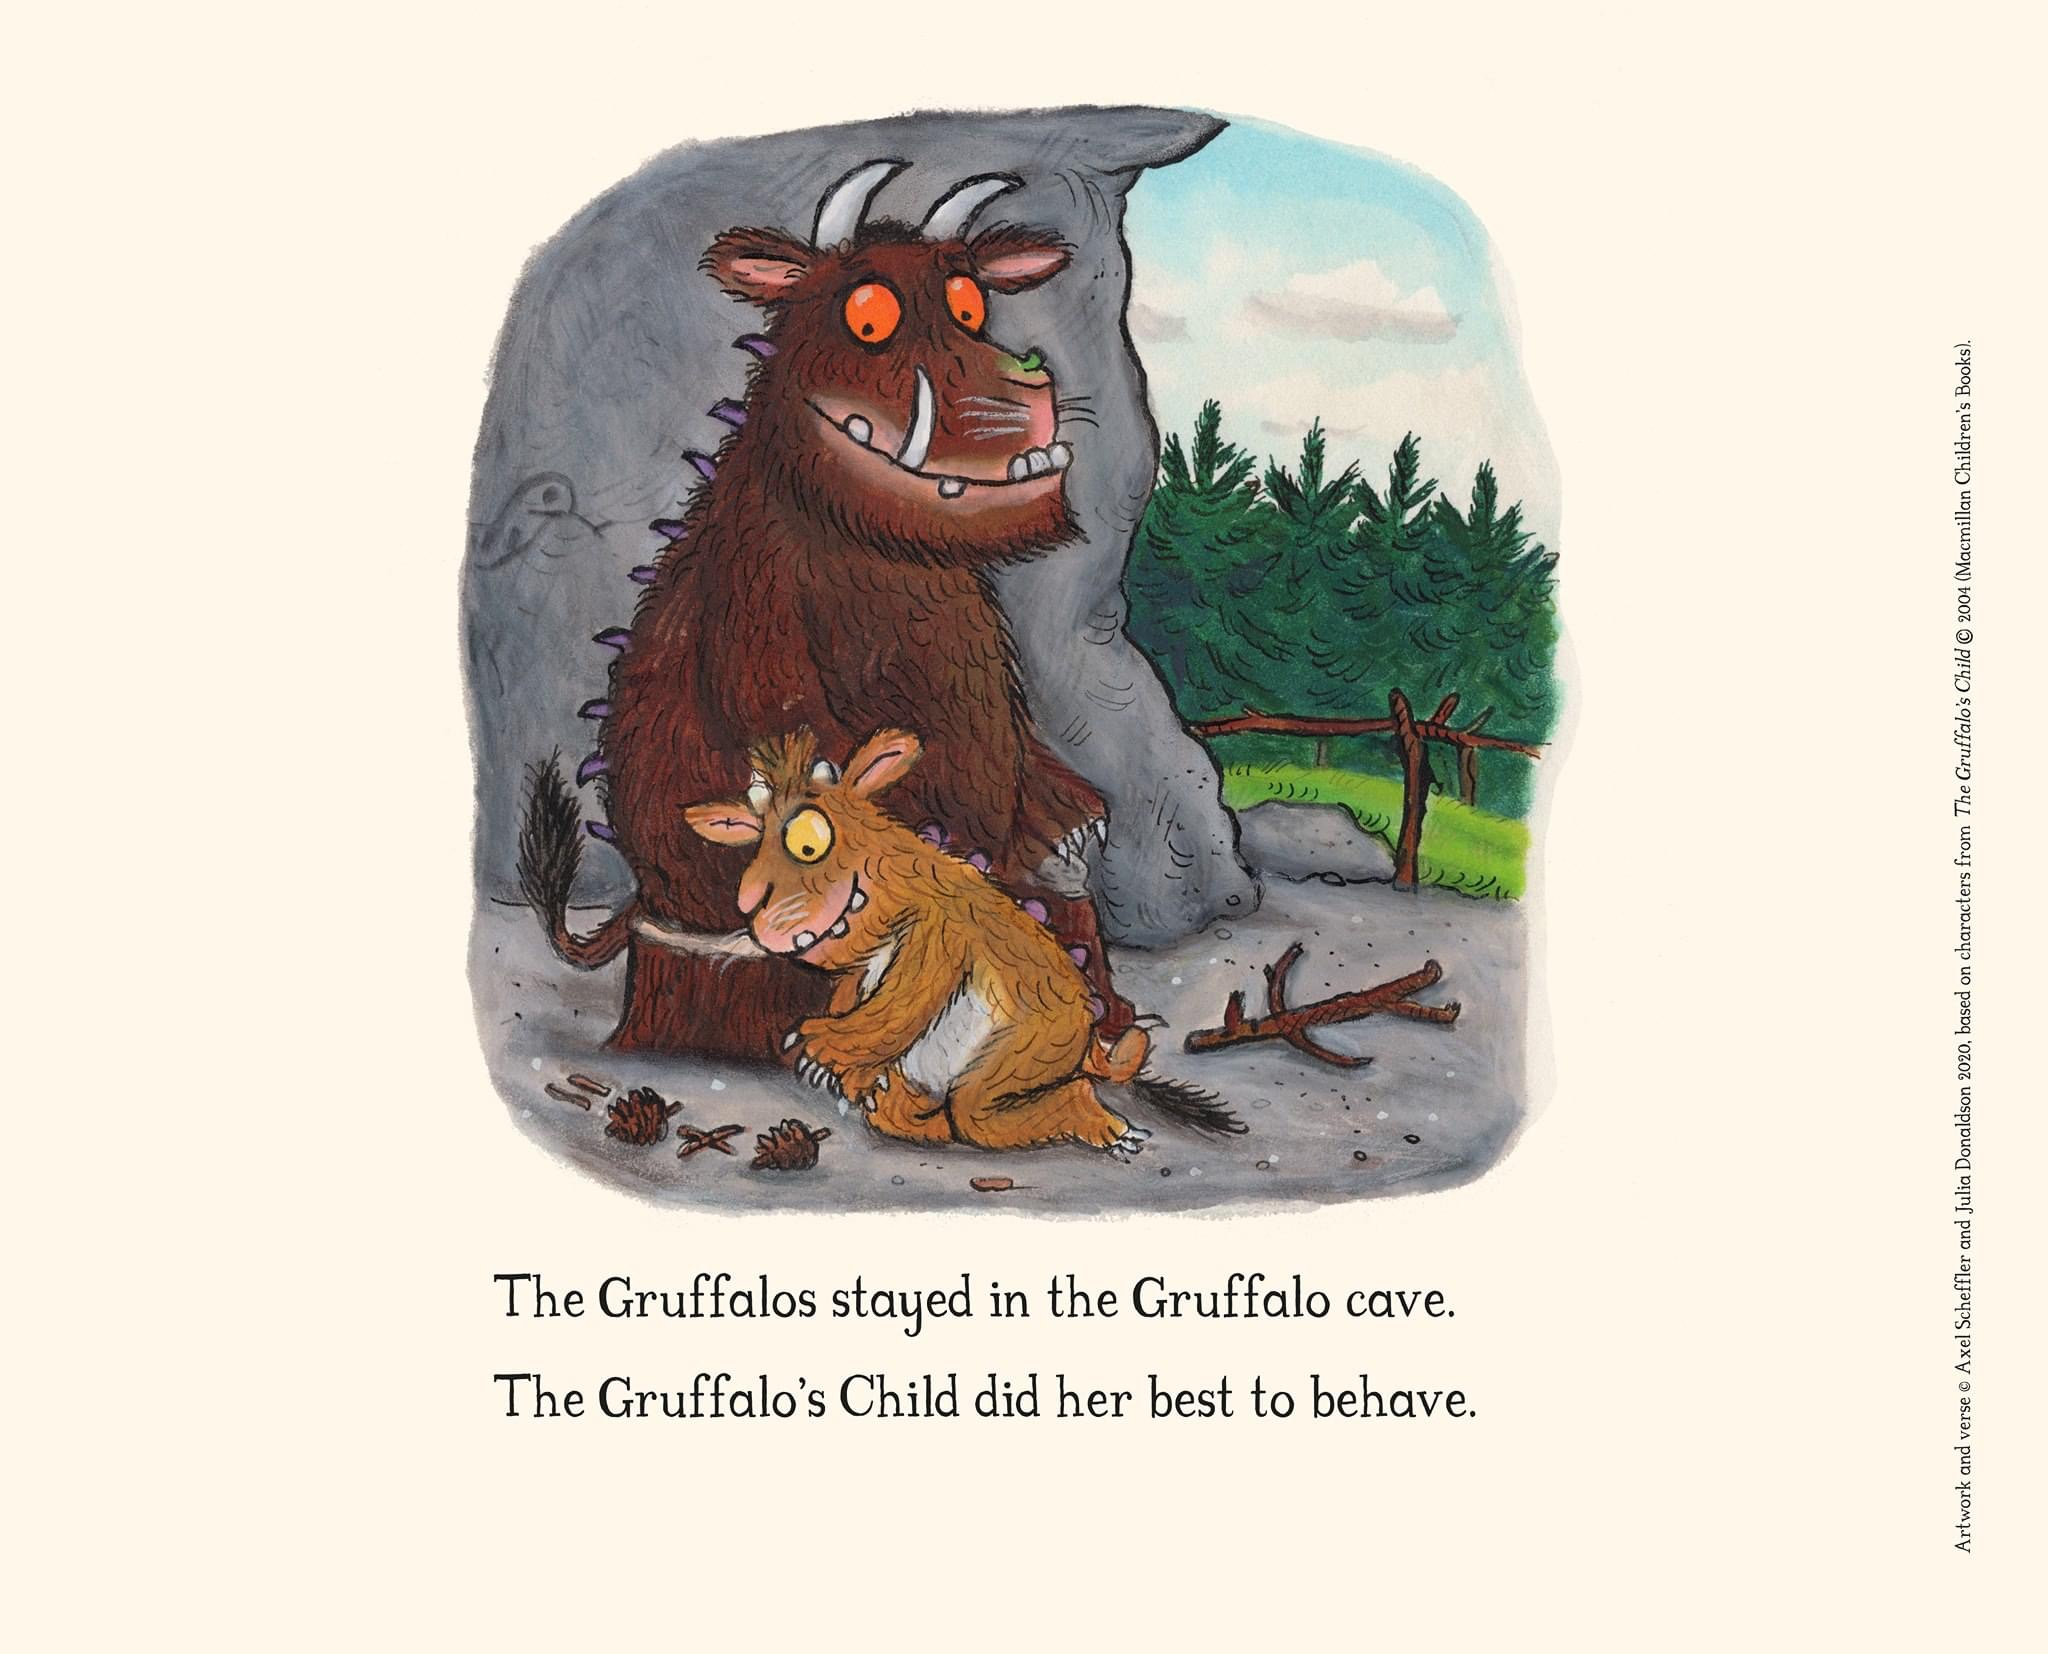 The Gruffalos stayed in the Gruffalo cave.
The Gruffalo’s Child did her best to behave.
Artwork and verse © Axel Scheffler and Julia Donaldson 2020, based on characters from The Gruffalo’s Child © 2004 (Macmillan Children’s Books).